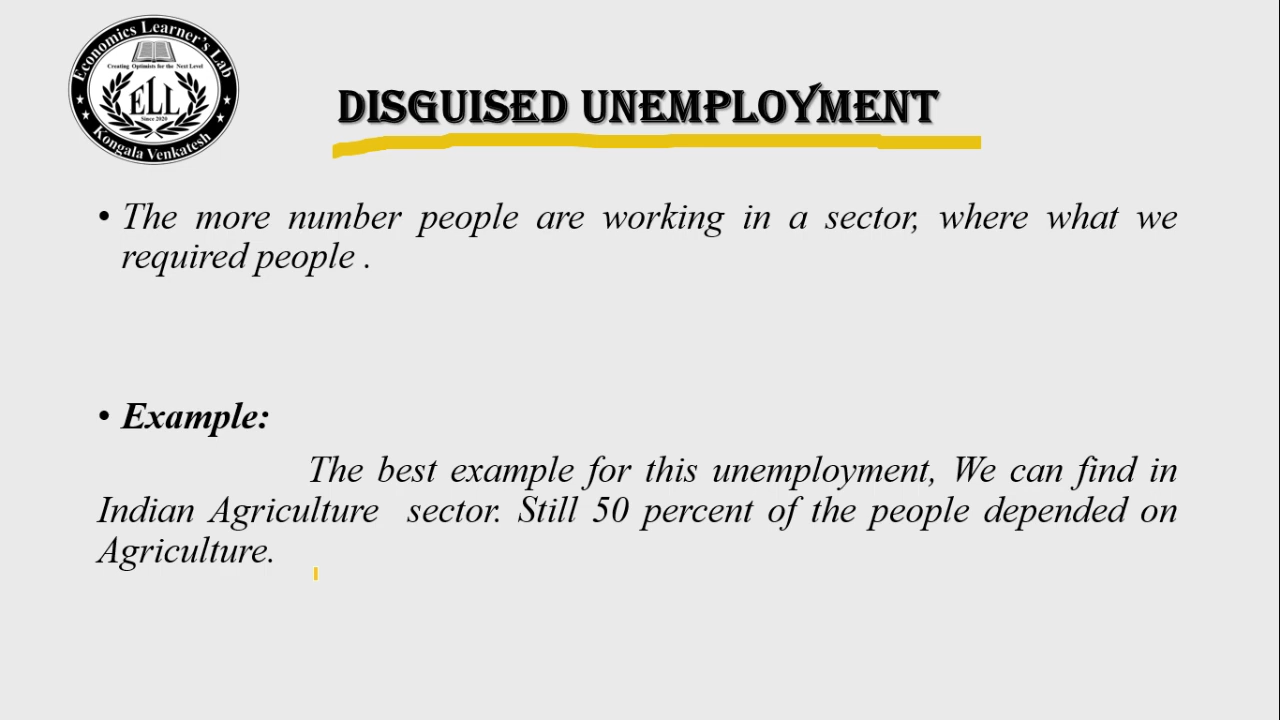 Economics Learner's Lab
Creating Optimists for the Next Level
ELL
Since 2020
Kongala Venkatesh
DISGUISED UNEMPLOYMENT
• The more number people are working in a sector, where what we
required people .
• Example:
The best example for this unemployment, We can find in
Indian Agriculture sector. Still 50 percent of the people depended on
Agriculture.